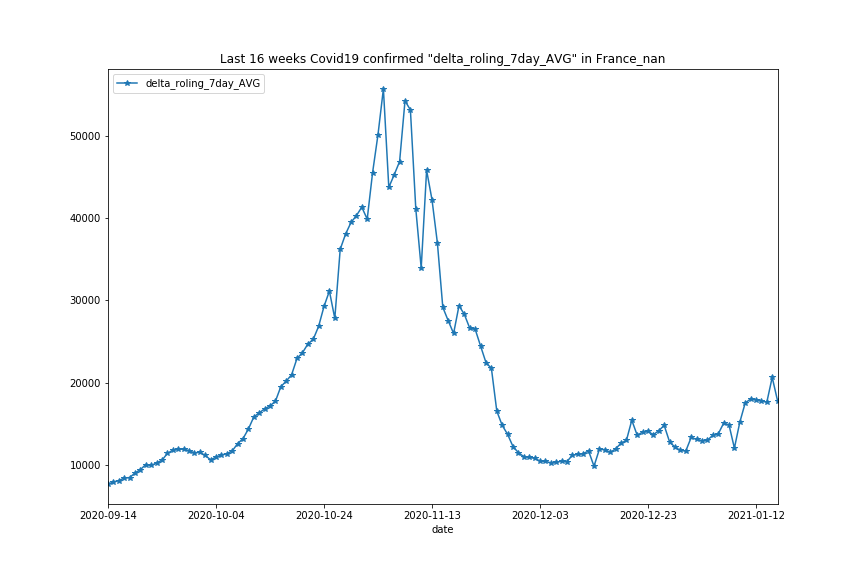 Last 16 weeks Covid19 confirmed "delta_roling_7day_AVG" in France_nan
delta_roling_7day_AVG
50000
40000
30000
20000
10000
2020-09-14 2020-10-04 2020-10-24 2020-11-13 2020-12-03 2020-12-23 2021-01-12
date